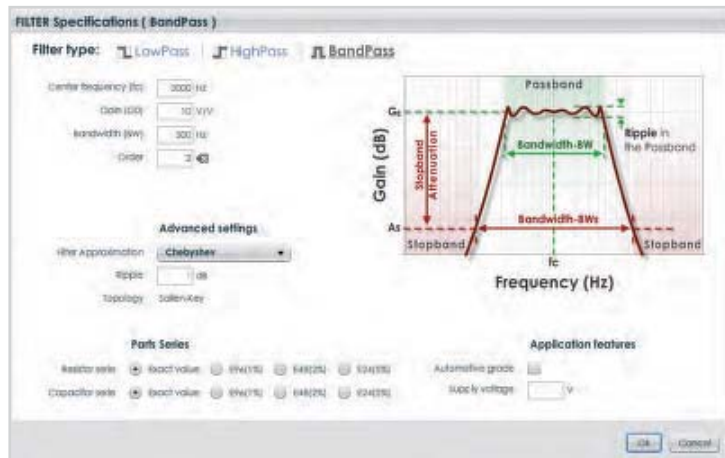 FILTER Specifications ( BandPass )
Filter type: LowPass HighPass BandPass
Center frequency (fc) 3000 Hz
Gain (G0) 10 V/V
Bandwidth (BW) 300 Hz
Order 2
Advanced settings
Filter Approximation Chebyshev
Ripple 1 dB
Topology Sallen-Key
Passband
G₀
Ripple in
the Passband
Bandwidth-BW
Stopband
Attenuation
Gain (dB)
As
Bandwidth-BWs
Stopband
Stopband
fc
Frequency (Hz)
Parts Series
Resistor serie Exact value E96(1%) E48(2%) E24(5%)
Capacitor serie Exact value E96(1%) E48(2%) E24(5%)
Application features
Automotive grade
Supply voltage V
Ok Cancel